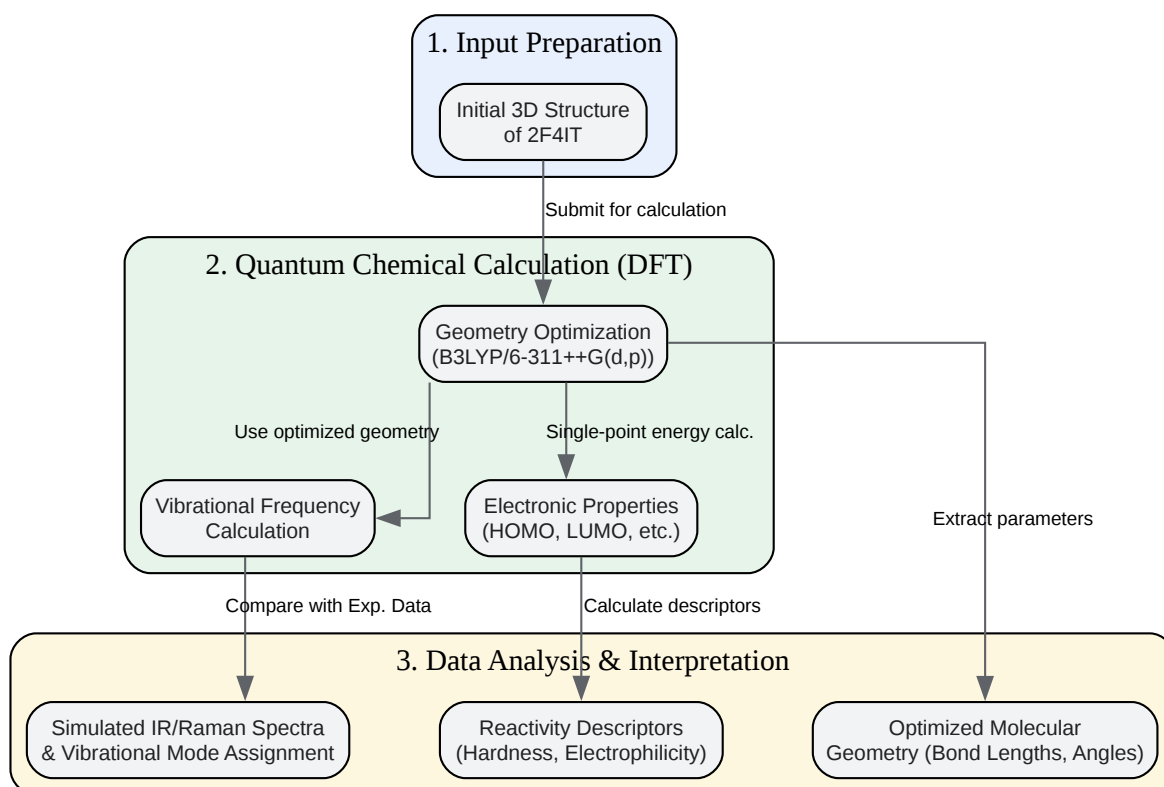 1. Input Preparation
Initial 3D Structure
of 2F4IT
Submit for calculation
2. Quantum Chemical Calculation (DFT)
Geometry Optimization
(B3LYP/6-311++G(d,p))
Use optimized geometry
Single-point energy calc.
Vibrational Frequency
Calculation
Electronic Properties
(HOMO, LUMO, etc.)
Extract parameters
Compare with Exp. Data
Calculate descriptors
3. Data Analysis & Interpretation
Simulated IR/Raman Spectra
& Vibrational Mode Assignment
Reactivity Descriptors
(Hardness, Electrophilicity)
Optimized Molecular
Geometry (Bond Lengths, Angles)